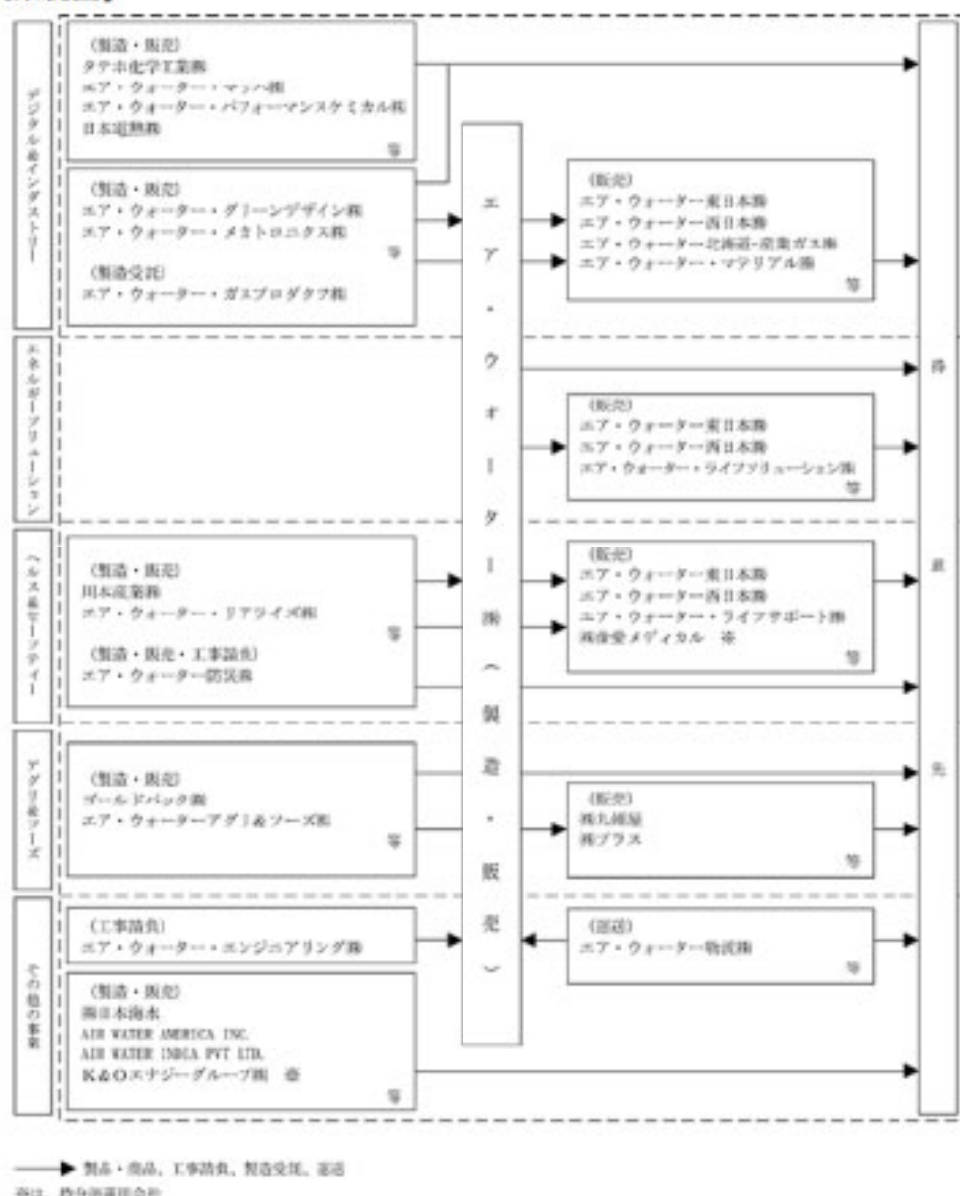 デジタル&インダストリー
(製造・販売)
タテホ化学工業㈱
エア・ウォーター・マッハ㈱
エア・ウォーター・パフォーマンスケミカル㈱
日本電熱㈱
等
(製造・販売)
エア・ウォーター・グリーンデザイン㈱
エア・ウォーター・メカトロニクス㈱
等
(製造受託)
エア・ウォーター・ガスプロダクツ㈱
(販売)
エア・ウォーター東日本㈱
エア・ウォーター西日本㈱
エア・ウォーター北海道・産業ガス㈱
エア・ウォーター・マテリアル㈱
等
エネルギーソリューション
(販売)
エア・ウォーター東日本㈱
エア・ウォーター西日本㈱
エア・ウォーター・ライフソリューション㈱
等
ヘルス&セーフティー
(製造・販売)
川本産業㈱
エア・ウォーター・リアライズ㈱
等
(製造・販売・工事請負)
エア・ウォーター防災㈱
(販売)
エア・ウォーター東日本㈱
エア・ウォーター西日本㈱
エア・ウォーター・ライフサポート㈱
メディカル ※
等
アグリ&フーズ
(製造・販売)
ゴールドパック㈱
エア・ウォーターアグリ&フーズ㈱
等
(販売)
㈱九州屋
㈱プラス
等
その他の事業
(工事請負)
エア・ウォーター・エンジニアリング㈱
(製造・販売)
㈱日本海水
AIR WATER AMERICA INC.
AIR WATER INDIA PVT LTD.
K&Oエナジーグループ㈱ ※
等
(運送)
エア・ウォーター物流㈱
等
エア・ウォーター㈱(製造・販売)
得意先
製品・商品、工事請負、製造受託、運送
※は、持分法適用会社